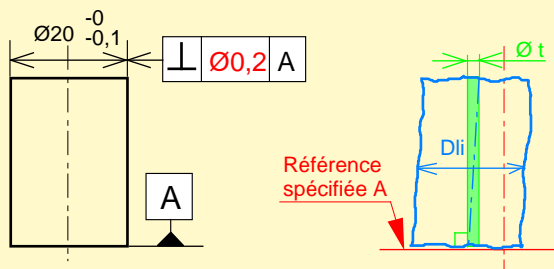 Ø20 -0 -0,1
⊥ Ø0,2 A
A
Ø t
Dli
Référence
spécifiée A